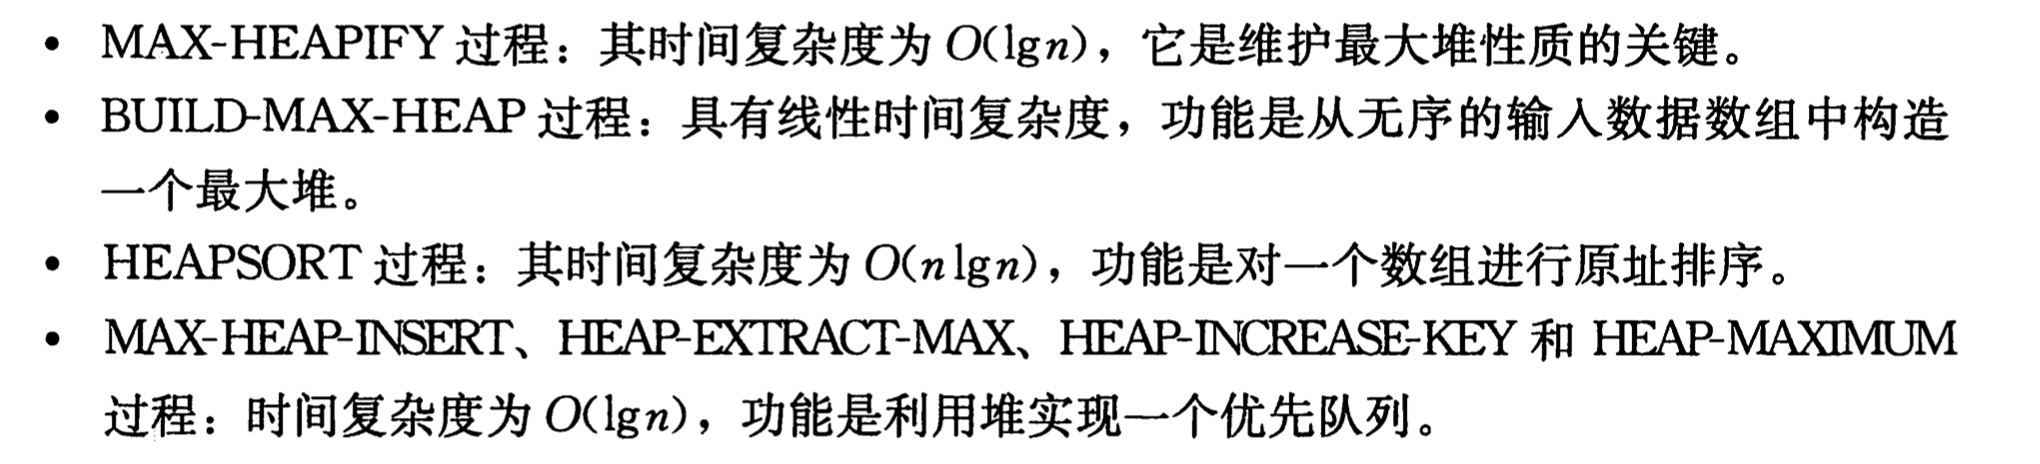 • MAX-HEAPIFY 过程：其时间复杂度为 O(lgn)，它是维护最大堆性质的关键。
• BUILD-MAX-HEAP 过程：具有线性时间复杂度，功能是从无序的输入数据数组中构造
一个最大堆。
• HEAPSORT 过程：其时间复杂度为 O(nlgn)，功能是对一个数组进行原址排序。
• MAX-HEAP-INSERT、HEAP-EXTRACT-MAX、HEAP-INCREASE-KEY 和 HEAP-MAXIMUM
过程：时间复杂度为 O(lgn)，功能是利用堆实现一个优先队列。